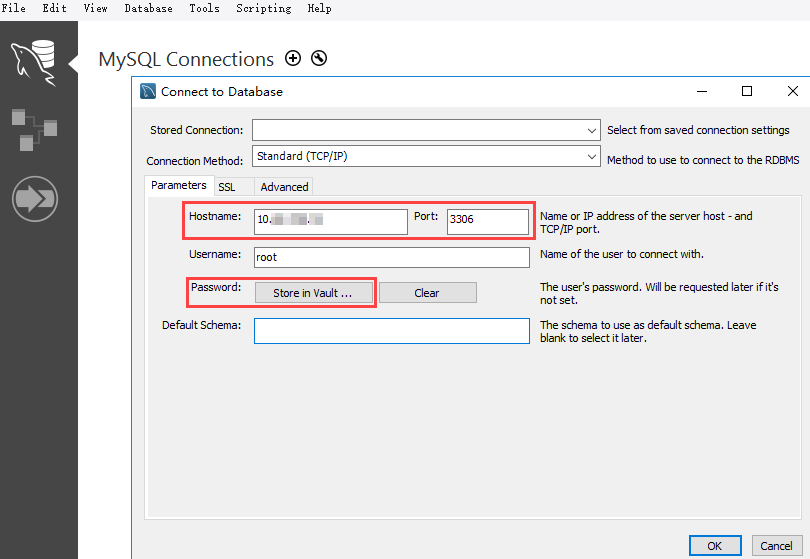 File Edit View Database Tools Scripting Help
MySQL Connections
Connect to Database
Stored Connection:
Select from saved connection settings
Connection Method: Standard (TCP/IP)
Method to use to connect to the RDBMS
Parameters SSL Advanced
Hostname: 10. Port: 3306
Name or IP address of the server host - and
TCP/IP port.
Username: root
Name of the user to connect with.
Password: Store in Vault ... Clear
The user's password. Will be requested later if it's
not set.
Default Schema:
The schema to use as default schema. Leave
blank to select it later.
OK Cancel